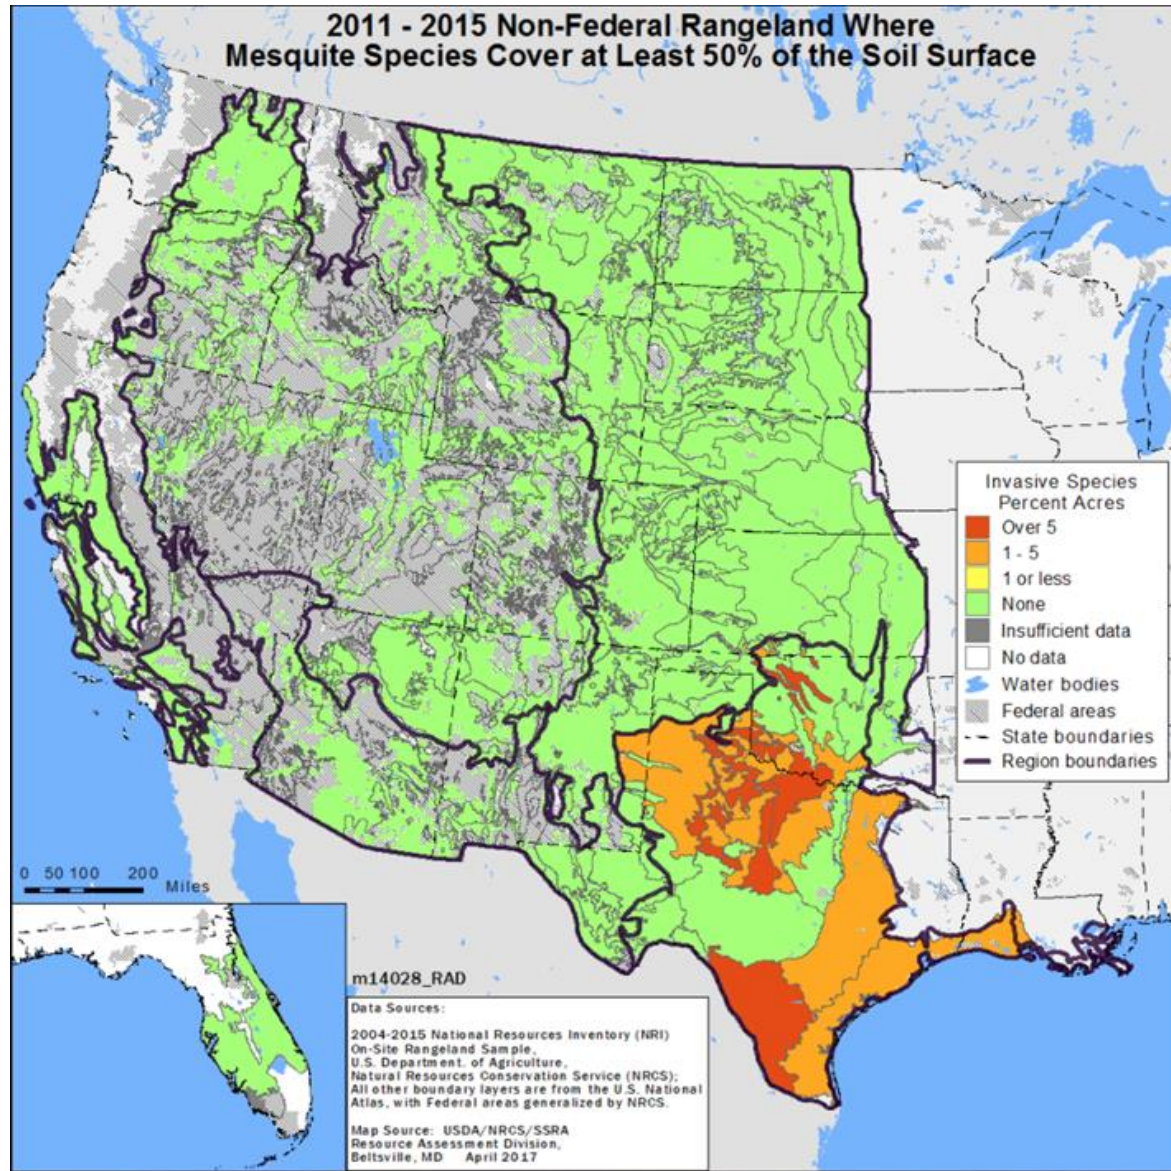 2011 - 2015 Non-Federal Rangeland Where
Mesquite Species Cover at Least 50% of the Soil Surface
Invasive Species
Percent Acres
Over 5
1 - 5
1 or less
None
Insufficient data
No data
Water bodies
Federal areas
State boundaries
Region boundaries
0 50 100 200
Miles
m14028_RAD
Data Sources:
2004-2015 National Resources Inventory (NRI)
On-Site Rangeland Sample,
U.S. Department. of Agriculture,
Natural Resources Conservation Service (NRCS);
All other boundary layers are from the U.S. National
Atlas, with Federal areas generalized by NRCS.
Map Source: USDA/NRCS/SSRA
Resource Assessment Division,
Beltsville, MD April 2017